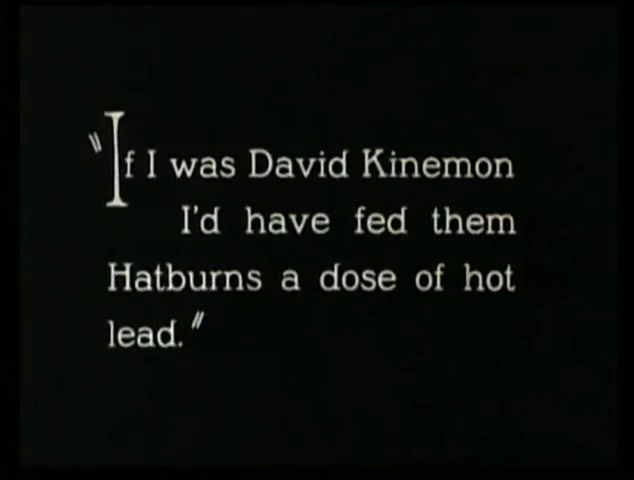 "If I was David Kinemon
I'd have fed them
Hatburns a dose of hot
lead."